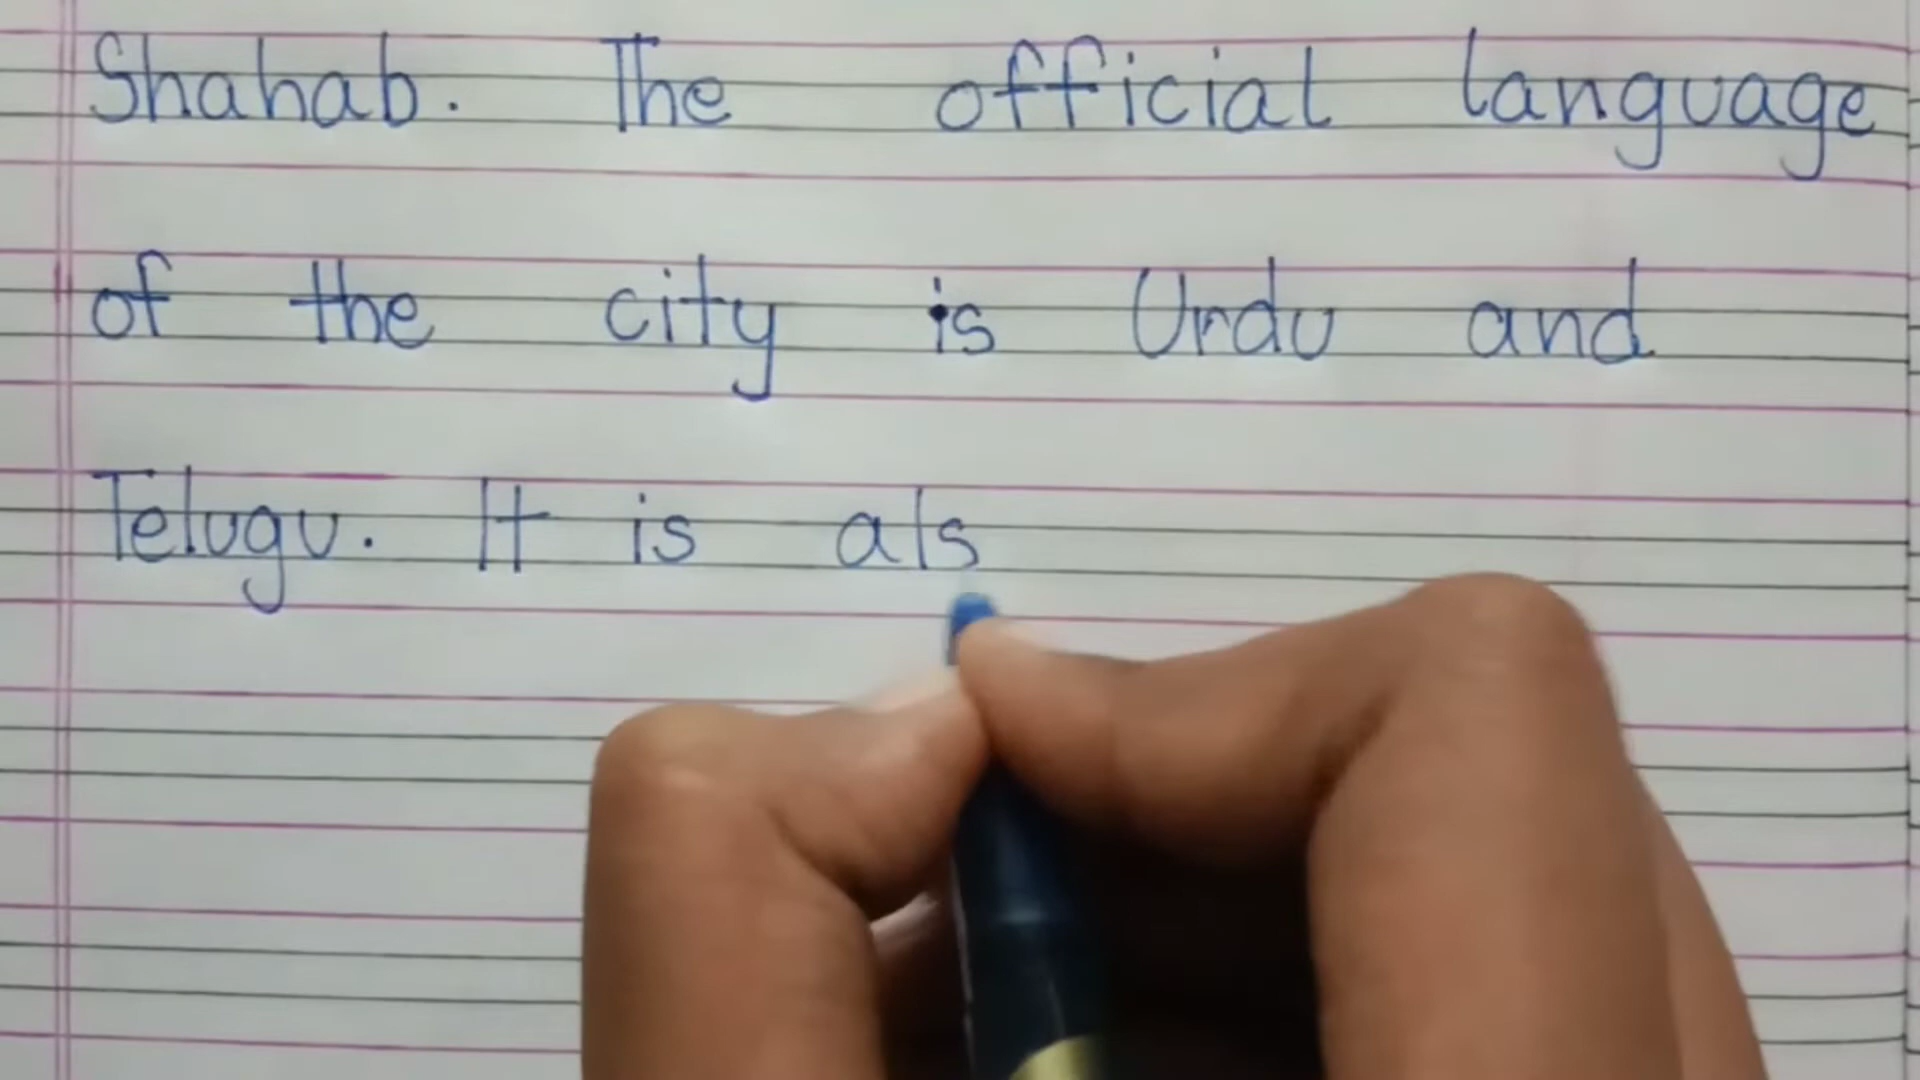 Shahab. The official language
of the city is Urdu and
Telugu. It is als